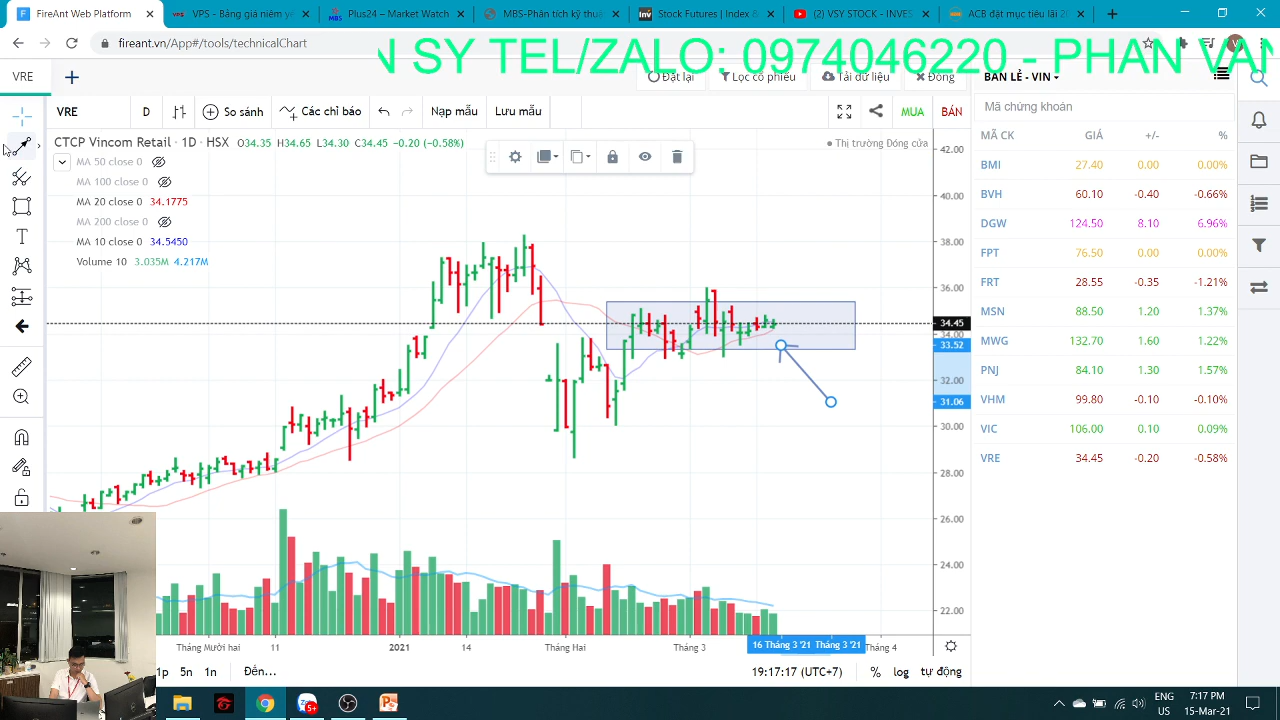 VPS - Bảng giá niêm yế
Plus24 – Market Watch
MBS-Phân tích kỹ thuậ
Stock Futures | Index &
(2) VSY STOCK - INVES
ACB đặt mục tiêu lãi 2
fireant.vn/App#/tools/technicalChart
N SY TEL/ZALO: 0974046220 - PHAN VAN
VRE
Đặt lại
Lọc cổ phiếu
Tải dữ liệu
Đóng
BÁN LẺ - VIN
VRE
D
So sánh
Các chỉ báo
Nạp mẫu
Lưu mẫu
MUA
BÁN
Mã chứng khoán
CTCP Vincom Retail · 1D · HSX O34.35 H34.65 L34.30 C34.45 −0.20 (−0.58%)
Thị trường Đóng cửa
MA 50 close 0
MA 100 close 0
MA 20 close 0 34.1775
MA 200 close 0
MA 10 close 0 34.5450
Volume 10 3.035M 4.217M
42.00
40.00
38.00
36.00
34.45
34.00
33.52
32.00
31.06
30.00
28.00
26.00
24.00
22.00
MÃ CK GIÁ +/- %
BMI 27.40 0.00 0.00%
BVH 60.10 -0.40 -0.66%
DGW 124.50 8.10 6.96%
FPT 76.50 0.00 0.00%
FRT 28.55 -0.35 -1.21%
MSN 88.50 1.20 1.37%
MWG 132.70 1.60 1.22%
PNJ 84.10 1.30 1.57%
VHM 99.80 -0.10 -0.10%
VIC 106.00 0.10 0.09%
VRE 34.45 -0.20 -0.58%
Tháng Mười hai 11 2021 14 Tháng Hai Tháng 3 16 Tháng 3 '21 Tháng 3 '21 Tháng 4
1p 5n 1n Đến...
19:17:17 (UTC+7) % log tự động
5+
ENG
US
7:17 PM
15-Mar-21